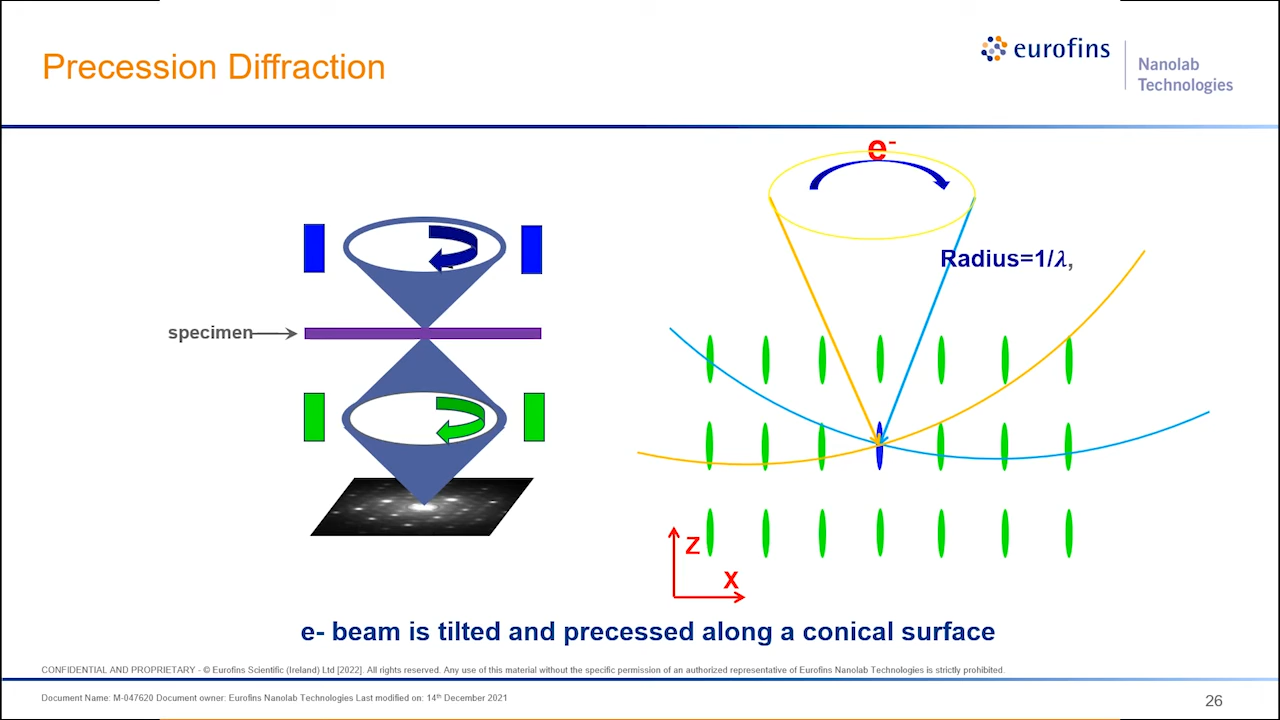 Precession Diffraction
eurofins
Nanolab
Technologies
specimen
e-
Radius=1/λ,
Z
X
e- beam is tilted and precessed along a conical surface
CONFIDENTIAL AND PROPRIETARY - © Eurofins Scientific (Ireland) Ltd [2022]. All rights reserved. Any use of this material without the specific permission of an authorized representative of Eurofins Nanolab Technologies is strictly prohibited.
Document Name: M-047620 Document owner: Eurofins Nanolab Technologies Last modified on: 14th December 2021
26